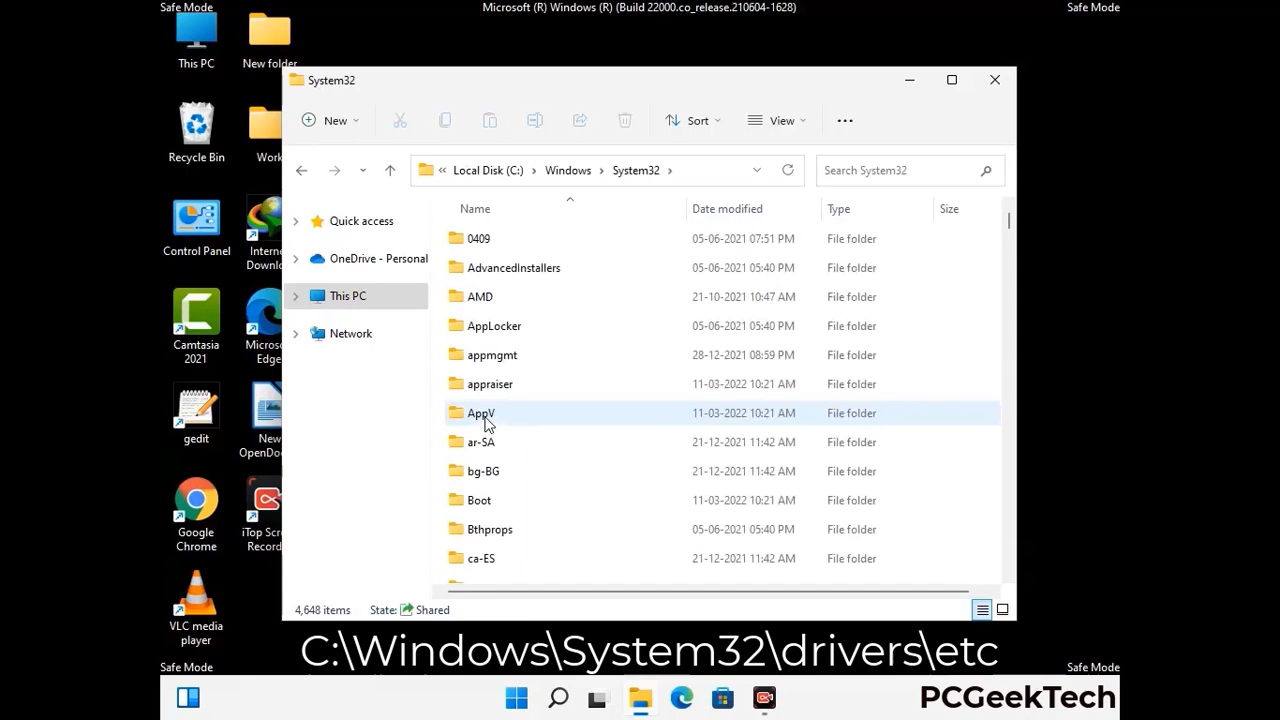 Safe Mode
Microsoft (R) Windows (R) (Build 22000.co_release.210604-1628)
Safe Mode
This PC
New folder
Recycle Bin
Work
Control Panel
Intern
Downlo
Camtasia
2021
Micros
Edge
gedit
New
OpenDo
Google
Chrome
iTop Scre
Record
VLC media
player
System32
New
Sort
View
Local Disk (C:)
Windows
System32
Search System32
Quick access
OneDrive - Personal
This PC
Network
Name Date modified Type Size
0409 05-06-2021 07:51 PM File folder
AdvancedInstallers 05-06-2021 05:40 PM File folder
AMD 21-10-2021 10:47 AM File folder
AppLocker 05-06-2021 05:40 PM File folder
appmgmt 28-12-2021 08:59 PM File folder
appraiser 11-03-2022 10:21 AM File folder
AppV 11-03-2022 10:21 AM File folder
ar-SA 21-12-2021 11:42 AM File folder
bg-BG 21-12-2021 11:42 AM File folder
Boot 11-03-2022 10:21 AM File folder
Bthprops 05-06-2021 05:40 PM File folder
ca-ES 21-12-2021 11:42 AM File folder
4,648 items State: Shared
C:\Windows\System32\drivers\etc
Safe Mode
Safe Mode
PCGeekTech